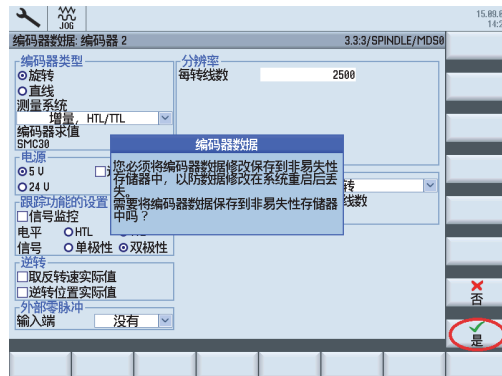 JOG
15.09.0
14:2
编码器数据: 编码器 2
3.3:3/SPINDLE/MDS0
编码器类型
旋转
直线
测量系统
增量, HTL/TTL
编码器求值
SMC30
分辨率
每转线数 2500
编码器数据
您必须将编码器数据修改保存到非易失性
存储器中，以防数据修改在系统重启后丢
失。
需要将编码器数据保存到非易失性存储器
中吗？
电源
5 V
24 V
转
线数
跟踪功能的设置
信号监控
电平 HTL
信号 单极性 双极性
逆转
取反转速实际值
逆转位置实际值
外部零脉冲
输入端 没有
否
是